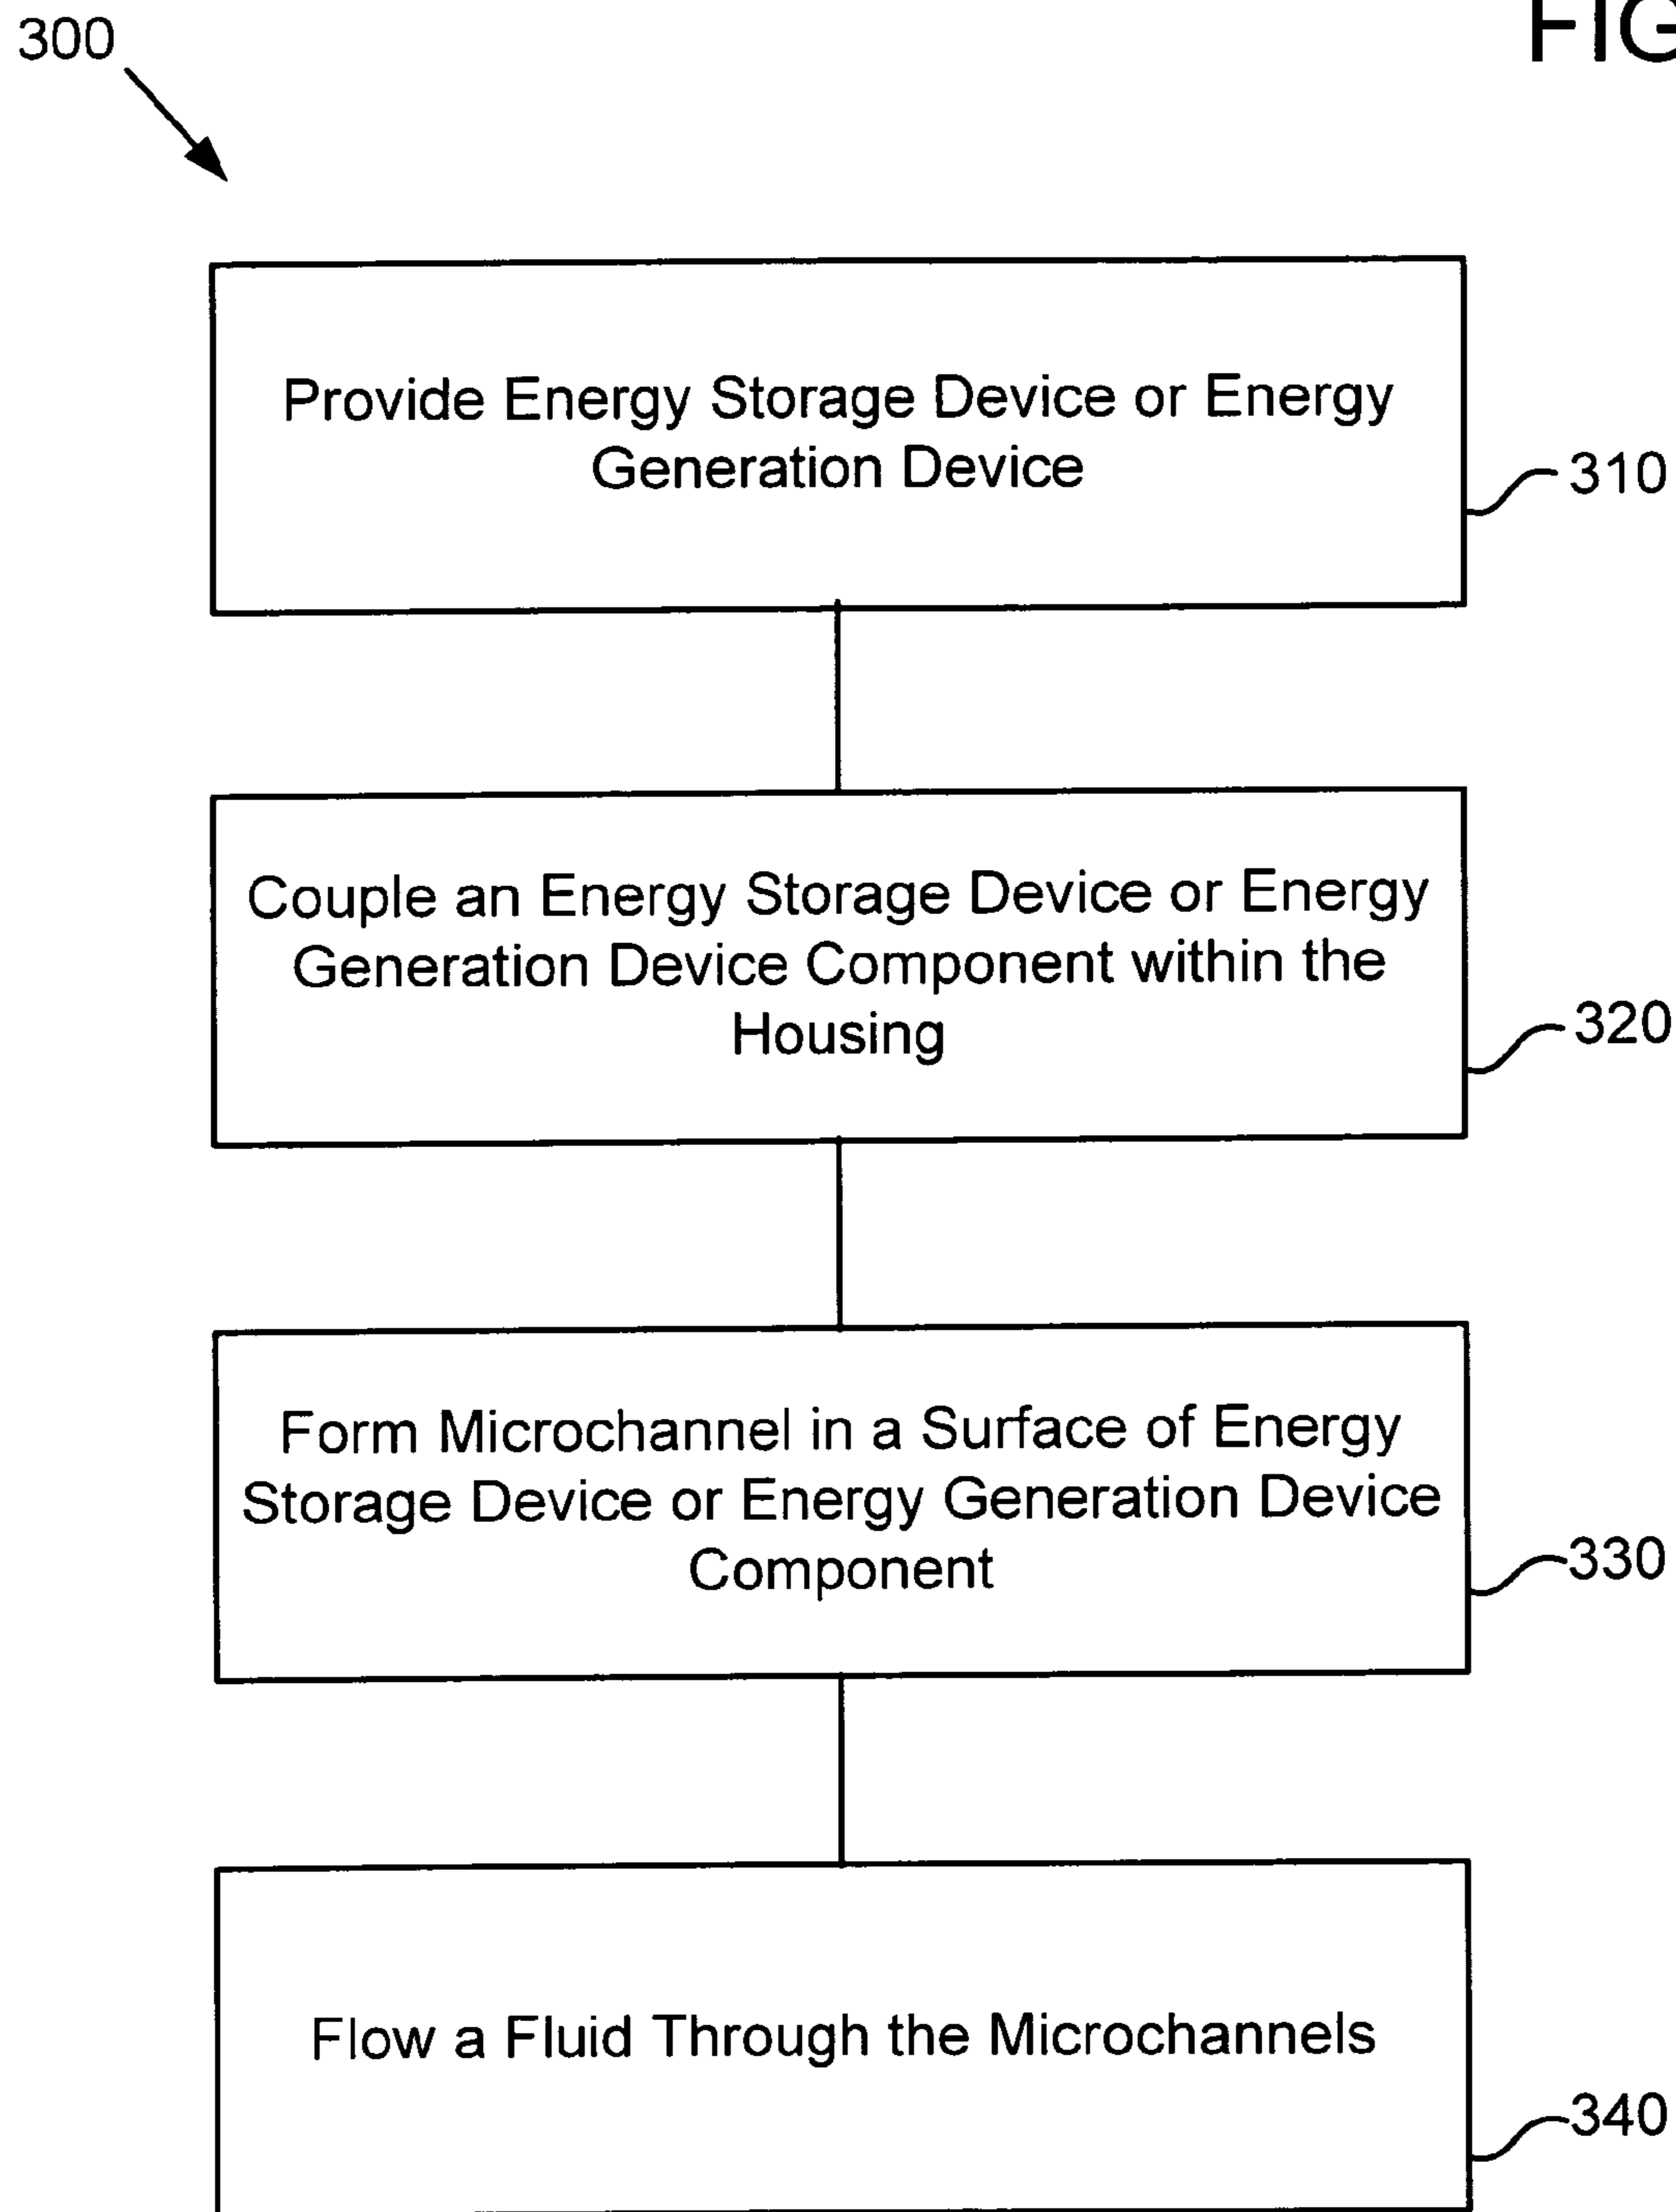 300
FIG
Provide Energy Storage Device or Energy
Generation Device
310
Couple an Energy Storage Device or Energy
Generation Device Component within the
Housing
320
Form Microchannel in a Surface of Energy
Storage Device or Energy Generation Device
Component
330
Flow a Fluid Through the Microchannels
340